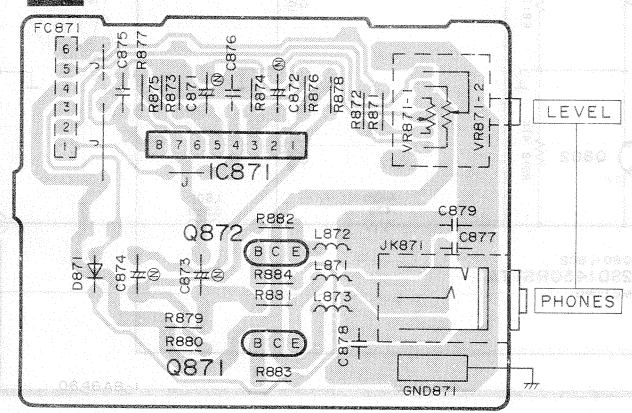 FC871
6
5
4
3
2
1
J
J
C875
R877
R875
R873
C871
N
C876
R874
N
C872
R876
R878
R872
R871
VR871-1
VR871-2
LEVEL
8 7 6 5 4 3 2 1
IC871
J
R882
Q872
B C E
L872
C879
C877
JK871
D871
C874
N
C873
N
R884
L871
R881
L873
PHONES
R879
R880
B C E
C878
Q871
R883
GND871